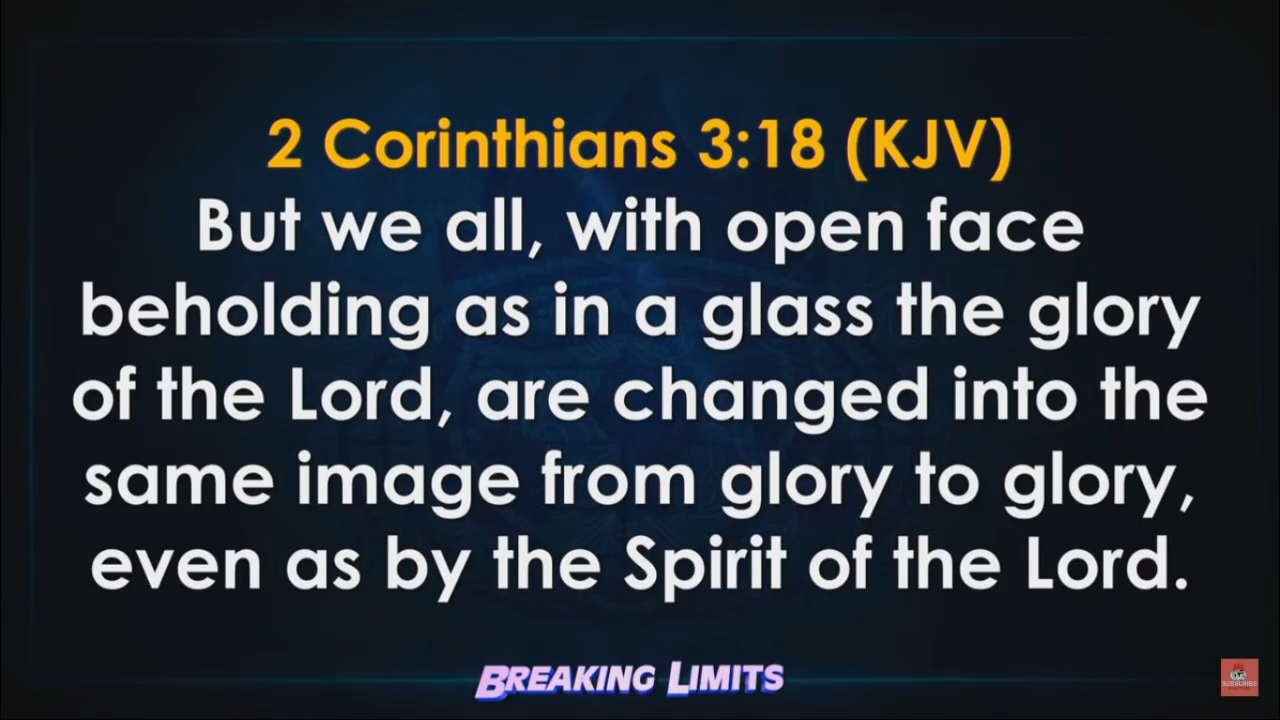 2 Corinthians 3:18 (KJV)
But we all, with open face
beholding as in a glass the glory
of the Lord, are changed into the
same image from glory to glory,
even as by the Spirit of the Lord.
BREAKING LIMITS
SUBSCRIBE